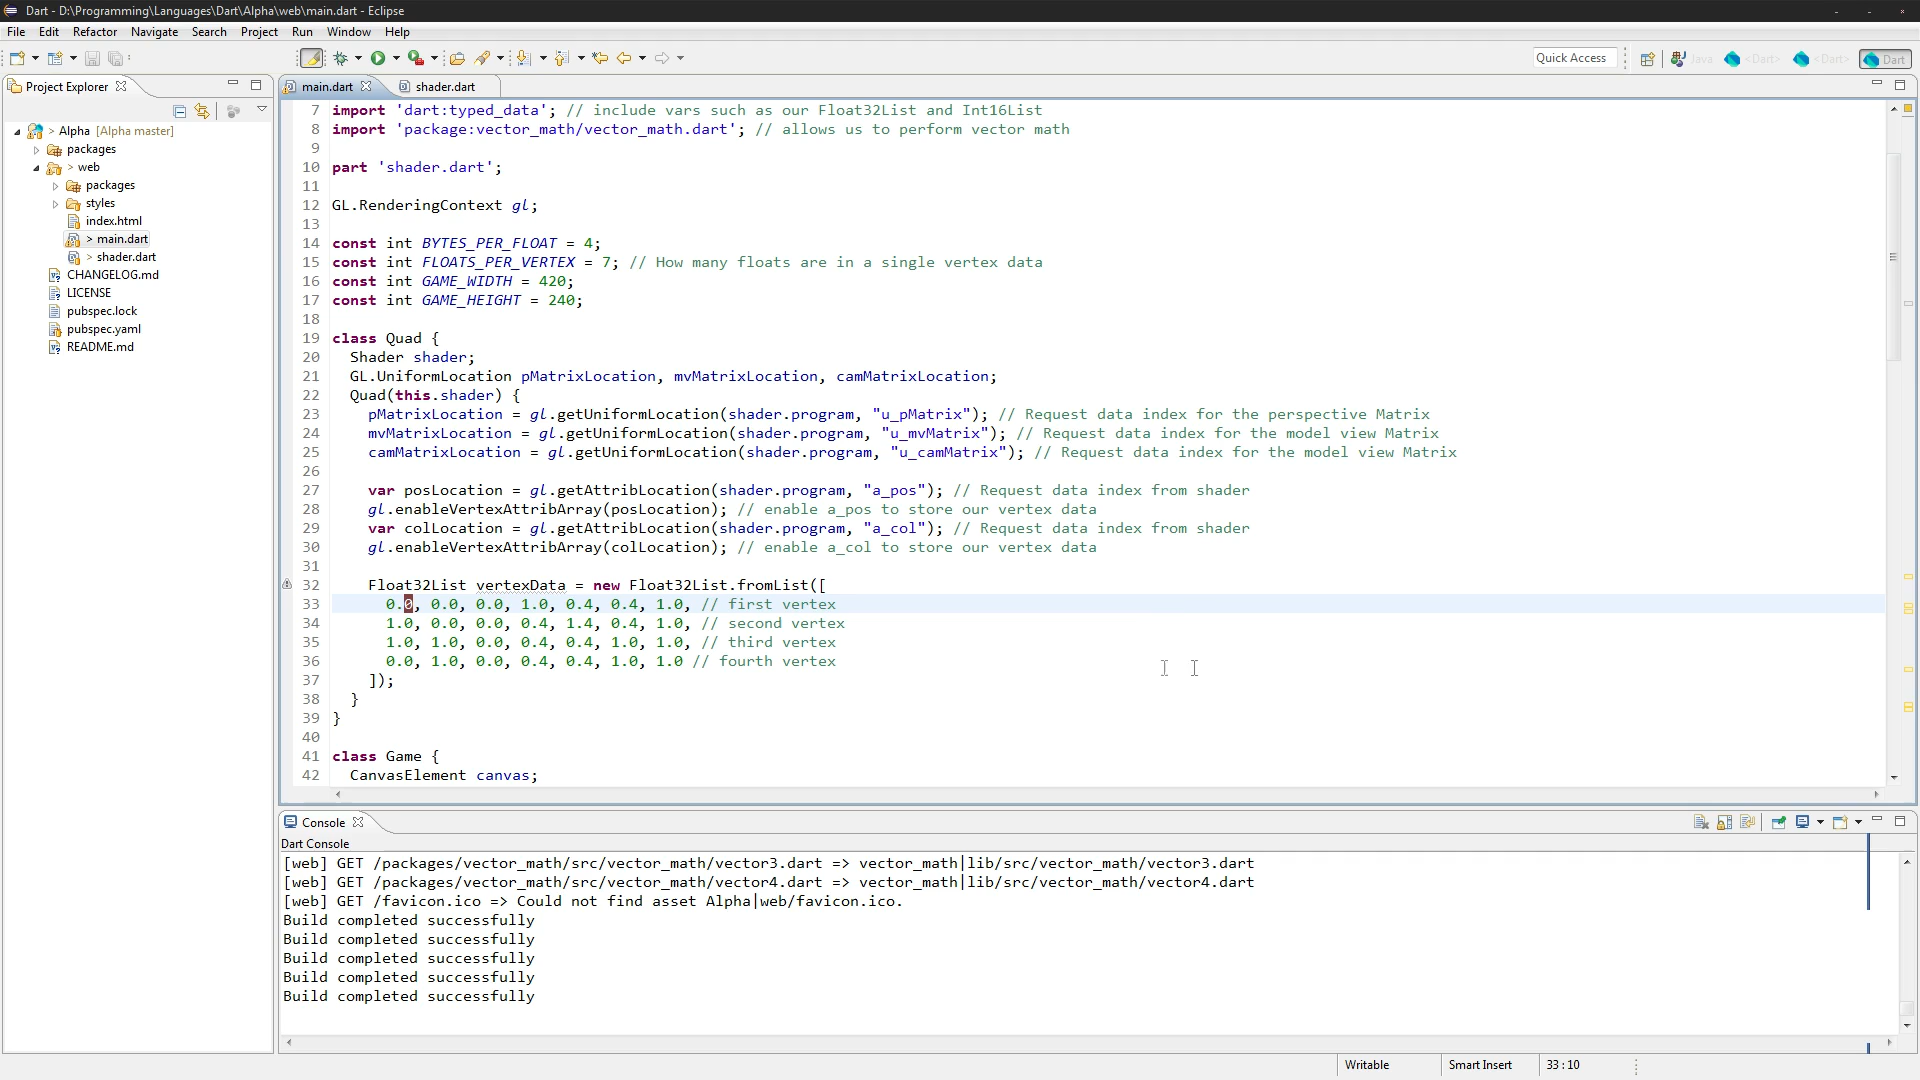 Dart - D:\Programming\Languages\Dart\Alpha\web\main.dart - Eclipse
File Edit Refactor Navigate Search Project Run Window Help
Quick Access Java <Dart> <Dart> Dart
Project Explorer
> Alpha [Alpha master]
packages
> web
packages
styles
index.html
> main.dart
> shader.dart
CHANGELOG.md
LICENSE
pubspec.lock
pubspec.yaml
README.md
main.dart shader.dart
7 import 'dart:typed_data'; // include vars such as our Float32List and Int16List
8 import 'package:vector_math/vector_math.dart'; // allows us to perform vector math
9
10 part 'shader.dart';
11
12 GL.RenderingContext gl;
13
14 const int BYTES_PER_FLOAT = 4;
15 const int FLOATS_PER_VERTEX = 7; // How many floats are in a single vertex data
16 const int GAME_WIDTH = 420;
17 const int GAME_HEIGHT = 240;
18
19 class Quad {
20 Shader shader;
21 GL.UniformLocation pMatrixLocation, mvMatrixLocation, camMatrixLocation;
22 Quad(this.shader) {
23 pMatrixLocation = gl.getUniformLocation(shader.program, "u_pMatrix"); // Request data index for the perspective Matrix
24 mvMatrixLocation = gl.getUniformLocation(shader.program, "u_mvMatrix"); // Request data index for the model view Matrix
25 camMatrixLocation = gl.getUniformLocation(shader.program, "u_camMatrix"); // Request data index for the model view Matrix
26
27 var posLocation = gl.getAttribLocation(shader.program, "a_pos"); // Request data index from shader
28 gl.enableVertexAttribArray(posLocation); // enable a_pos to store our vertex data
29 var colLocation = gl.getAttribLocation(shader.program, "a_col"); // Request data index from shader
30 gl.enableVertexAttribArray(colLocation); // enable a_col to store our vertex data
31
32 Float32List vertexData = new Float32List.fromList([
33 0.0, 0.0, 0.0, 1.0, 0.4, 0.4, 1.0, // first vertex
34 1.0, 0.0, 0.0, 0.4, 1.4, 0.4, 1.0, // second vertex
35 1.0, 1.0, 0.0, 0.4, 0.4, 1.0, 1.0, // third vertex
36 0.0, 1.0, 0.0, 0.4, 0.4, 1.0, 1.0 // fourth vertex
37 ]);
38 }
39 }
40
41 class Game {
42 CanvasElement canvas;
Console
Dart Console
[web] GET /packages/vector_math/src/vector_math/vector3.dart => vector_math|lib/src/vector_math/vector3.dart
[web] GET /packages/vector_math/src/vector_math/vector4.dart => vector_math|lib/src/vector_math/vector4.dart
[web] GET /favicon.ico => Could not find asset Alpha|web/favicon.ico.
Build completed successfully
Build completed successfully
Build completed successfully
Build completed successfully
Build completed successfully
Writable Smart Insert 33 : 10